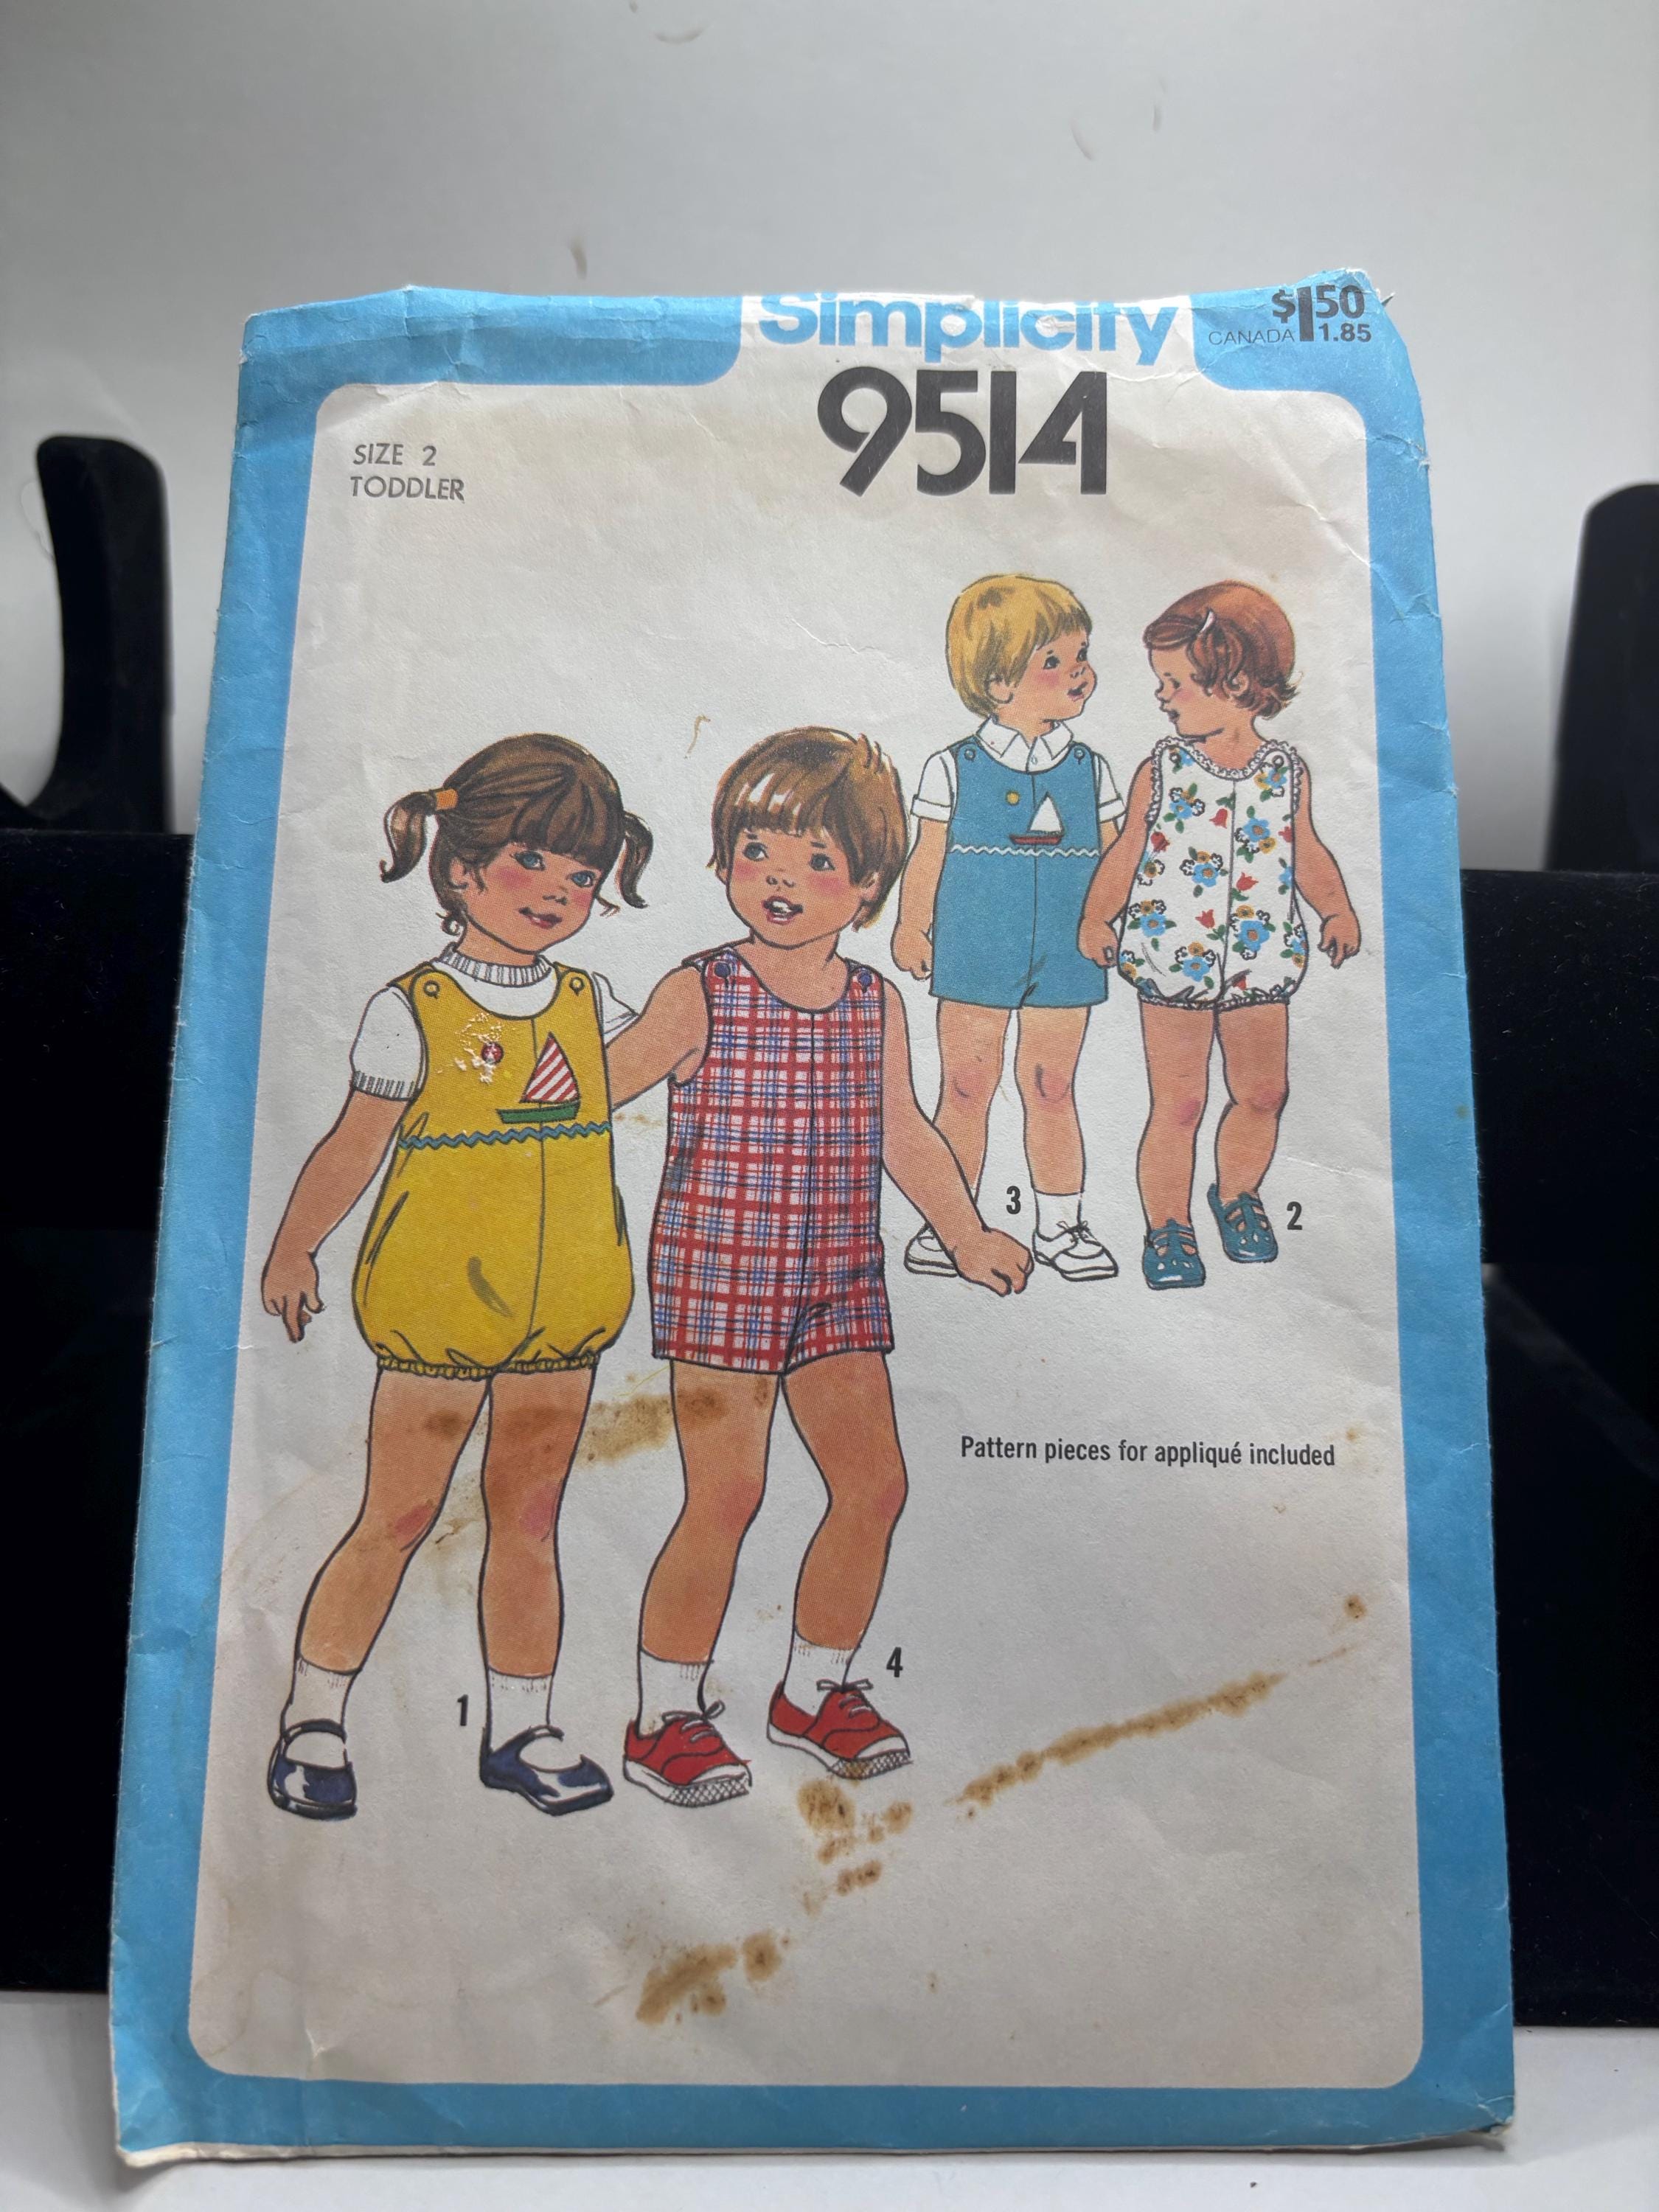 Simplicity
$1.50
CANADA 1.85
9514
SIZE 2
TODDLER
3
2
Pattern pieces for appliqué included
4
1